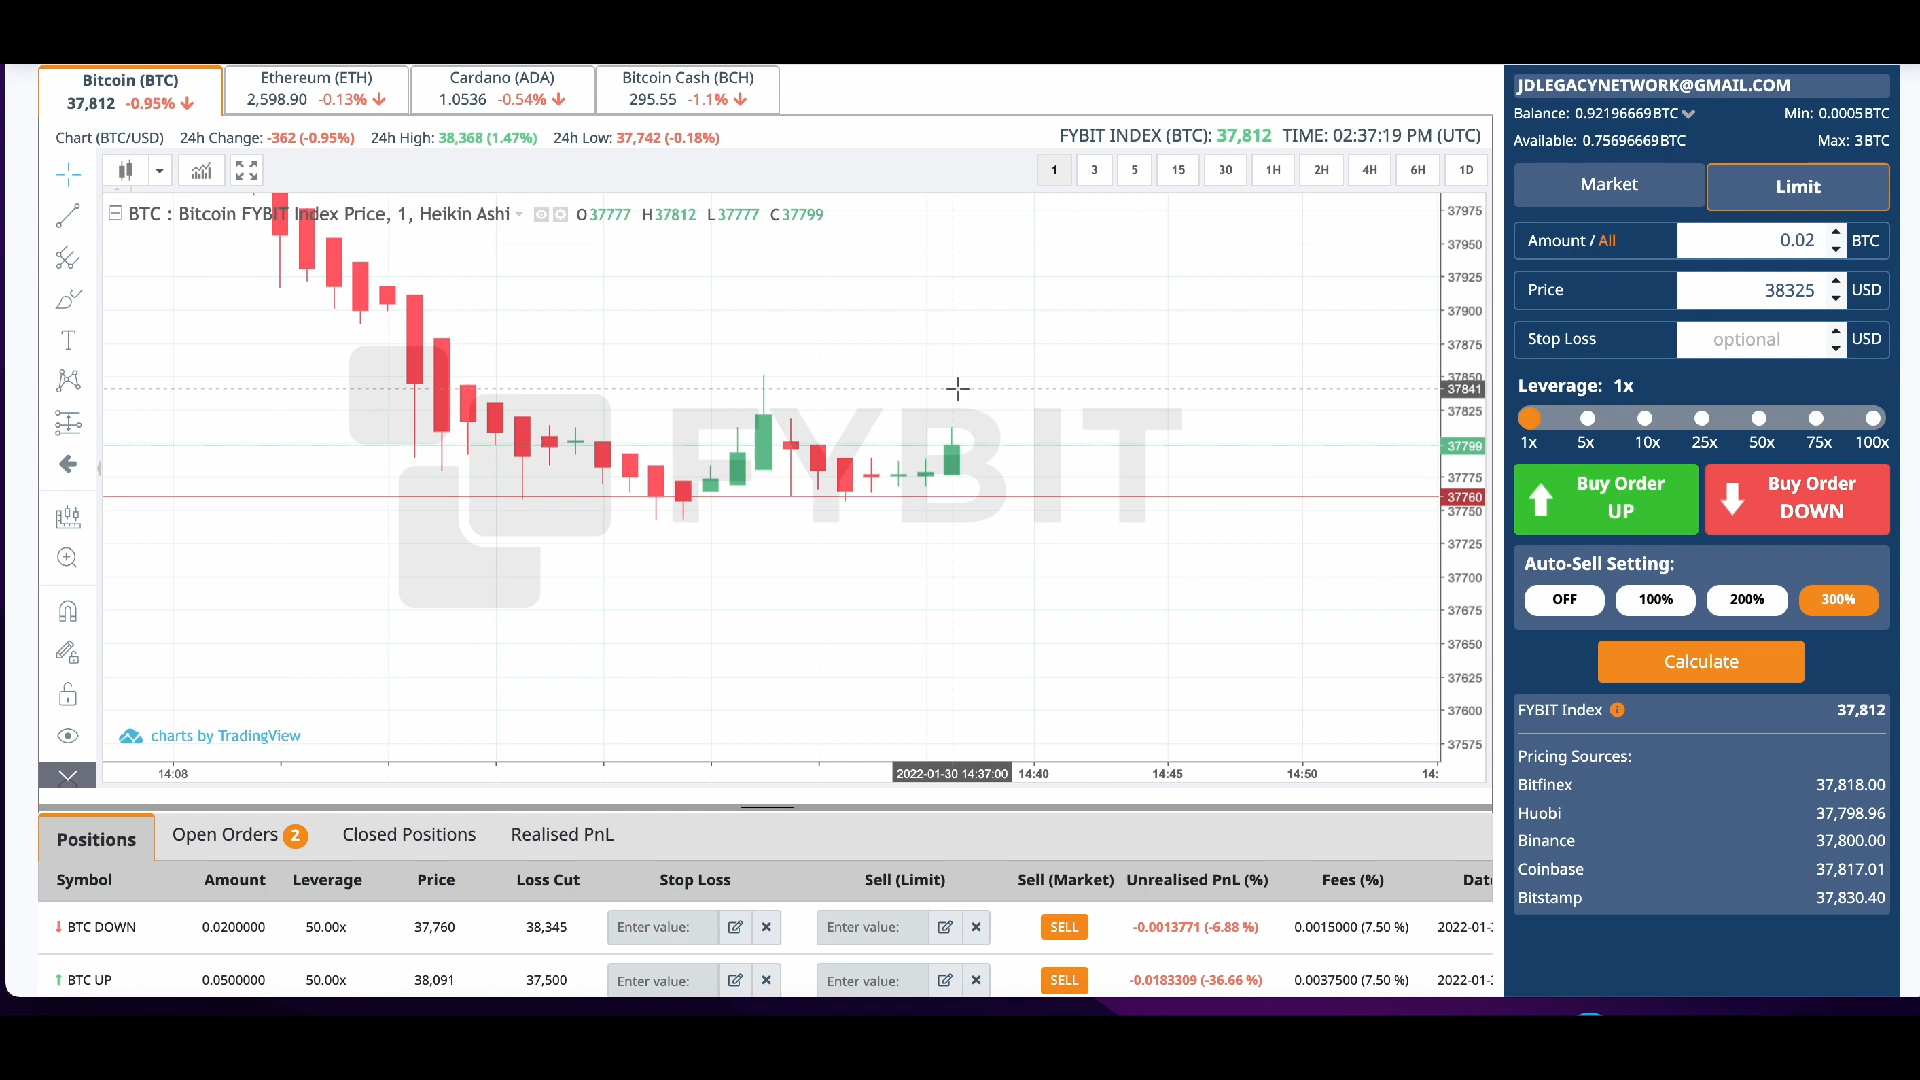 Bitcoin (BTC) Ethereum (ETH) Cardano (ADA) Bitcoin Cash (BCH)
37,812 -0.95% 2,598.90 -0.13% 1.0536 -0.54% 295.55 -1.1%
Chart (BTC/USD) 24h Change: -362 (-0.95%) 24h High: 38,368 (1.47%) 24h Low: 37,742 (-0.18%) FYBIT INDEX (BTC): 37,812 TIME: 02:37:19 PM (UTC)
1 3 5 15 30 1H 2H 4H 6H 1D
BTC : Bitcoin FYBIT Index Price, 1, Heikin Ashi O37777 H37812 L37777 C37799
37975
37950
37925
37900
37875
37850
37841
37825
37799
37775
37760
37750
37725
37700
37675
37650
37625
37600
37575
FYBIT
charts by TradingView
14:08 2022-01-30 14:37:00 14:40 14:45 14:50 14:
Positions Open Orders 2 Closed Positions Realised PnL
Symbol Amount Leverage Price Loss Cut Stop Loss Sell (Limit) Sell (Market) Unrealised PnL (%) Fees (%) Dat
BTC DOWN 0.0200000 50.00x 37,760 38,345 Enter value: Enter value: SELL -0.0013771 (-6.88 %) 0.0015000 (7.50 %) 2022-01-
BTC UP 0.0500000 50.00x 38,091 37,500 Enter value: Enter value: SELL -0.0183309 (-36.66 %) 0.0037500 (7.50 %) 2022-01-
JDLEGACYNETWORK@GMAIL.COM
Balance: 0.92196669BTC Min: 0.0005BTC
Available: 0.75696669BTC Max: 3BTC
Market Limit
Amount / All 0.02 BTC
Price 38325 USD
Stop Loss optional USD
Leverage: 1x
1x 5x 10x 25x 50x 75x 100x
Buy Order UP
Buy Order DOWN
Auto-Sell Setting:
OFF 100% 200% 300%
Calculate
FYBIT Index 37,812
Pricing Sources:
Bitfinex 37,818.00
Huobi 37,798.96
Binance 37,800.00
Coinbase 37,817.01
Bitstamp 37,830.40